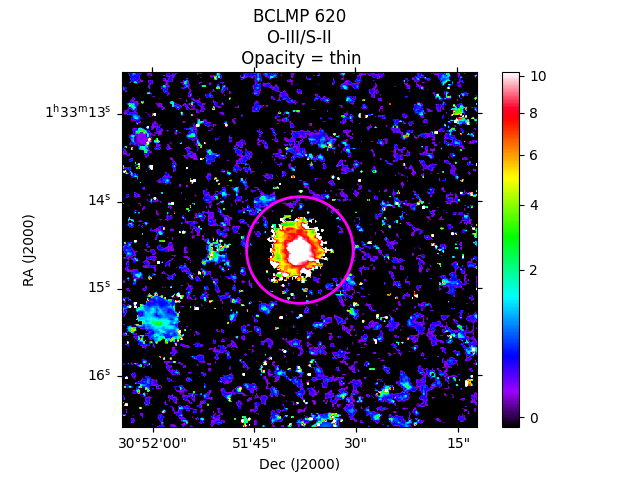 BCLMP 620
O-III/S-II
Opacity = thin
1ʰ33ᵐ13ˢ
14ˢ
15ˢ
16ˢ
RA (J2000)
30°52'00"
51'45"
30"
15"
Dec (J2000)
10
8
6
4
2
0